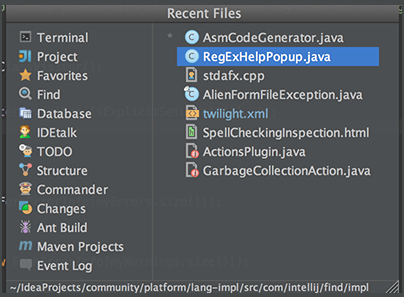 Recent Files
Terminal
Project
Favorites
Find
Database
IDEtalk
TODO
Structure
Commander
Changes
Ant Build
Maven Projects
Event Log
AsmCodeGenerator.java
RegExHelpPopup.java
stdafx.cpp
AlienFormFileException.java
twilight.xml
SpellCheckingInspection.html
ActionsPlugin.java
GarbageCollectionAction.java
~/IdeaProjects/community/platform/lang-impl/src/com/intellij/find/impl